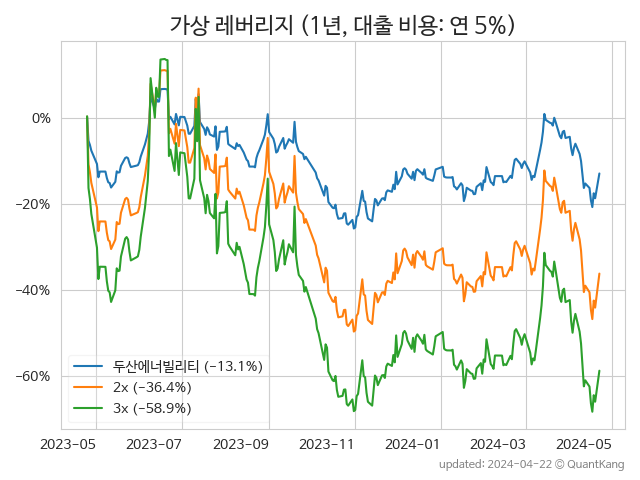 가상 레버리지 (1년, 대출 비용: 연 5%)
0%
−20%
−40%
−60%
두산에너빌리티 (−13.1%)
2x (−36.4%)
3x (−58.9%)
2023−05 2023−07 2023−09 2023−11 2024−01 2024−03 2024−05
updated: 2024−04−22 © QuantKang